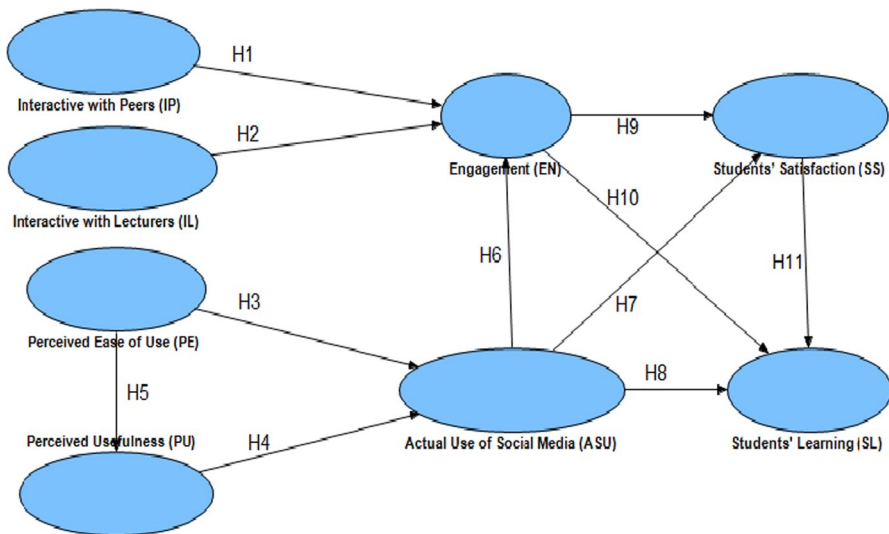 H1
Interactive with Peers (IP)
H2
Engagement (EN)
H9
Students' Satisfaction (SS)
Interactive with Lecturers (IL)
H10
H6
H11
H3
H7
Perceived Ease of Use (PE)
H5
H8
Perceived Usefulness (PU)
H4
Actual Use of Social Media (ASU)
Students' Learning (SL)